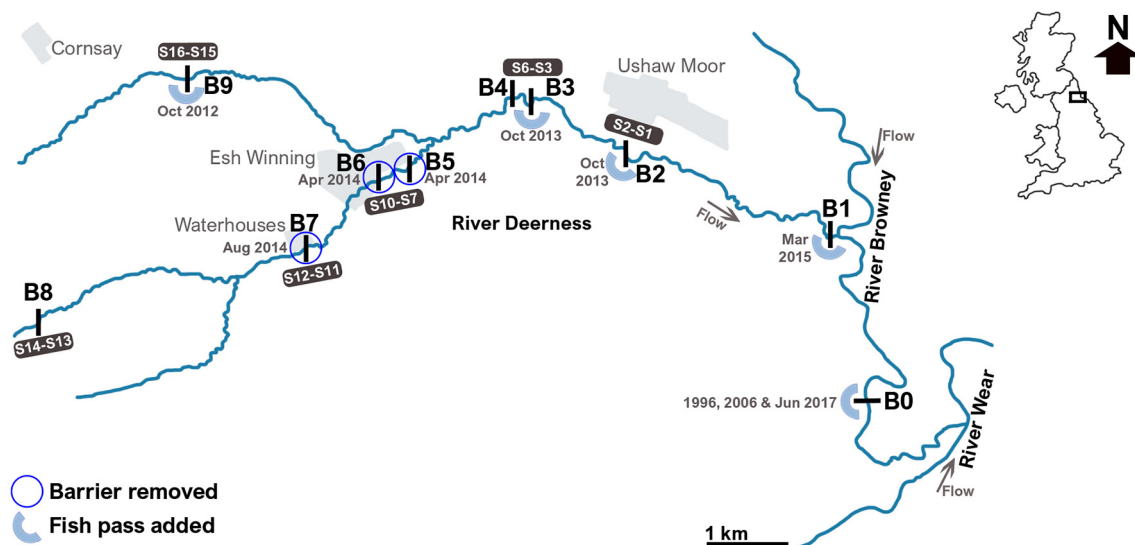 Cornsay
S16-S15
B9
Oct 2012
B4
S6-S3
B3
Oct 2013
Ushaw Moor
S2-S1
Oct
2013
B2
N
Flow
Esh Winning
B6
Apr 2014
B5
Apr 2014
S10-S7
River Deerness
Flow
B1
Mar
2015
River Browney
Waterhouses
B7
Aug 2014
S12-S11
B8
S14-S13
1996, 2006 & Jun 2017
B0
River Wear
Flow
Barrier removed
Fish pass added
1 km